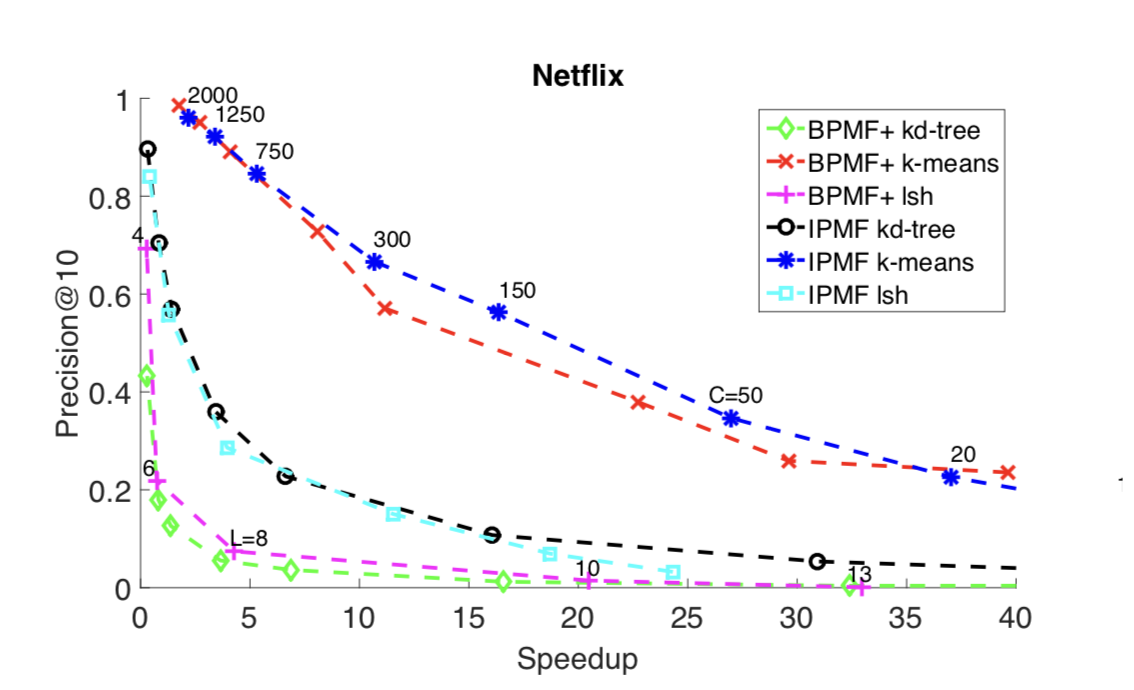 Netflix
1
0.8
0.6
0.4
0.2
0
Precision@10
2000
1250
750
300
150
C=50
20
4
6
L=8
10
13
BPMF+ kd-tree
BPMF+ k-means
BPMF+ lsh
IPMF kd-tree
IPMF k-means
IPMF lsh
0 5 10 15 20 25 30 35 40
Speedup